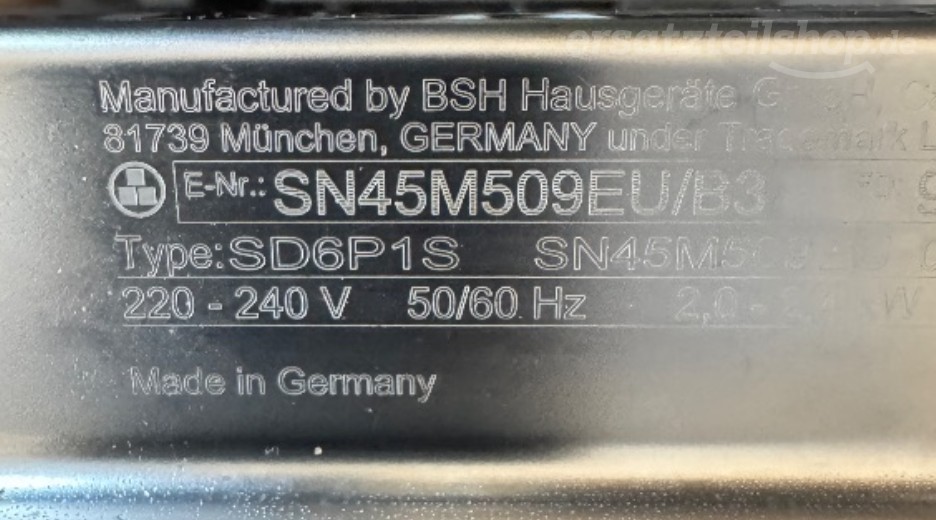 ersatzteilshop.de
Manufactured by BSH Hausgeräte
81739 München, GERMANY under Trademark
E-Nr.: SN45M509EU/B3
Type: SD6P1S
220 - 240 V 50/60 Hz
Made in Germany